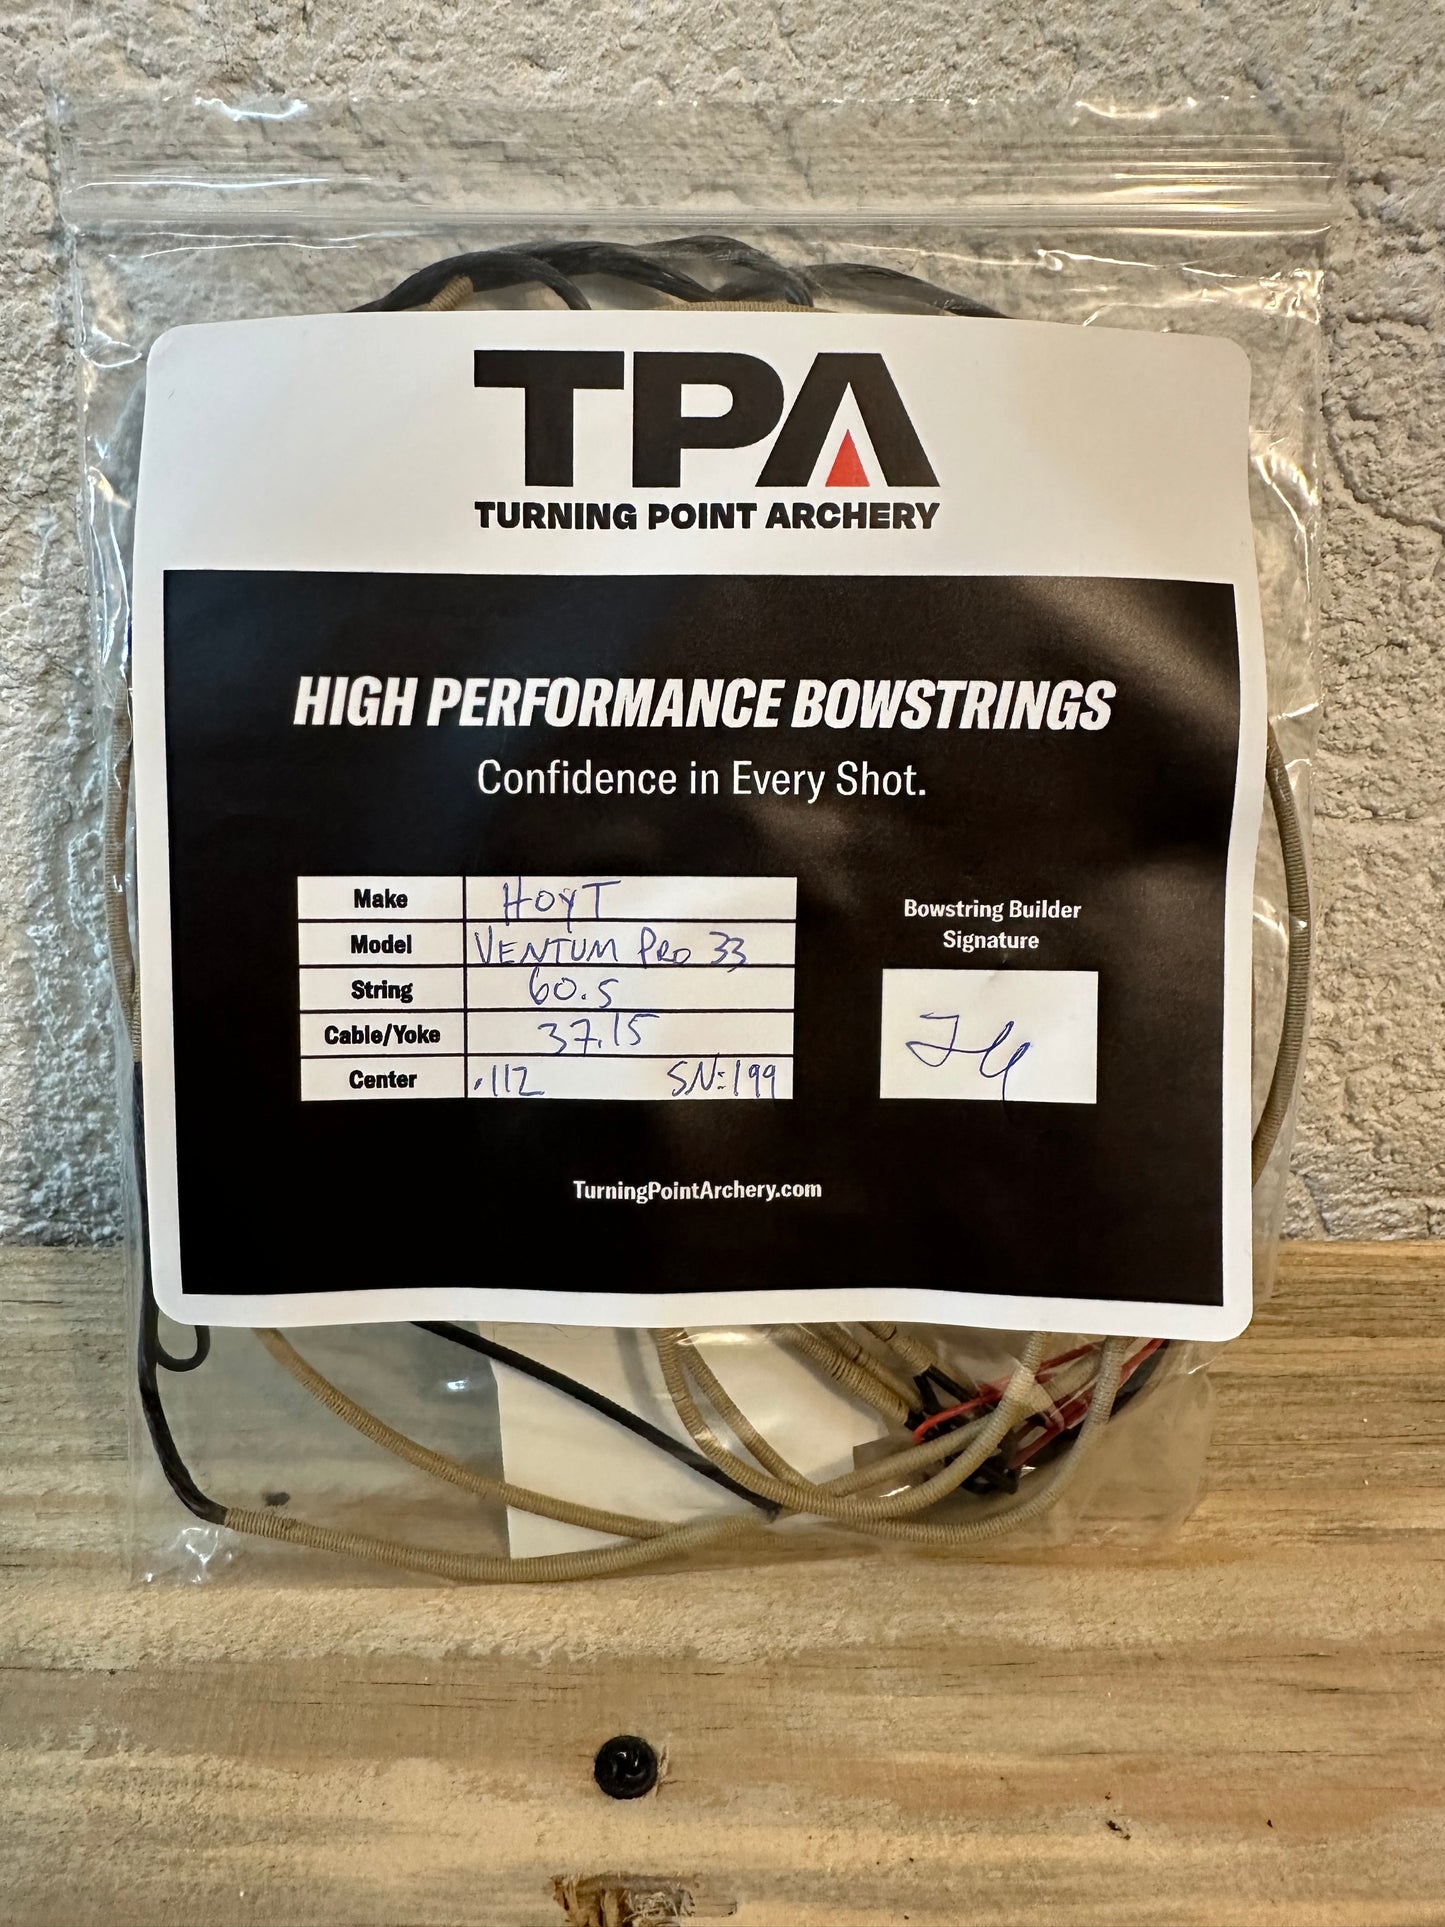 TPA
TURNING POINT ARCHERY
HIGH PERFORMANCE BOWSTRINGS
Confidence in Every Shot.
Make HOYT
Model VENTUM PRO 33
String 60.5
Cable/Yoke 37.15
Center .112 SN:199
Bowstring Builder
Signature
TurningPointArchery.com